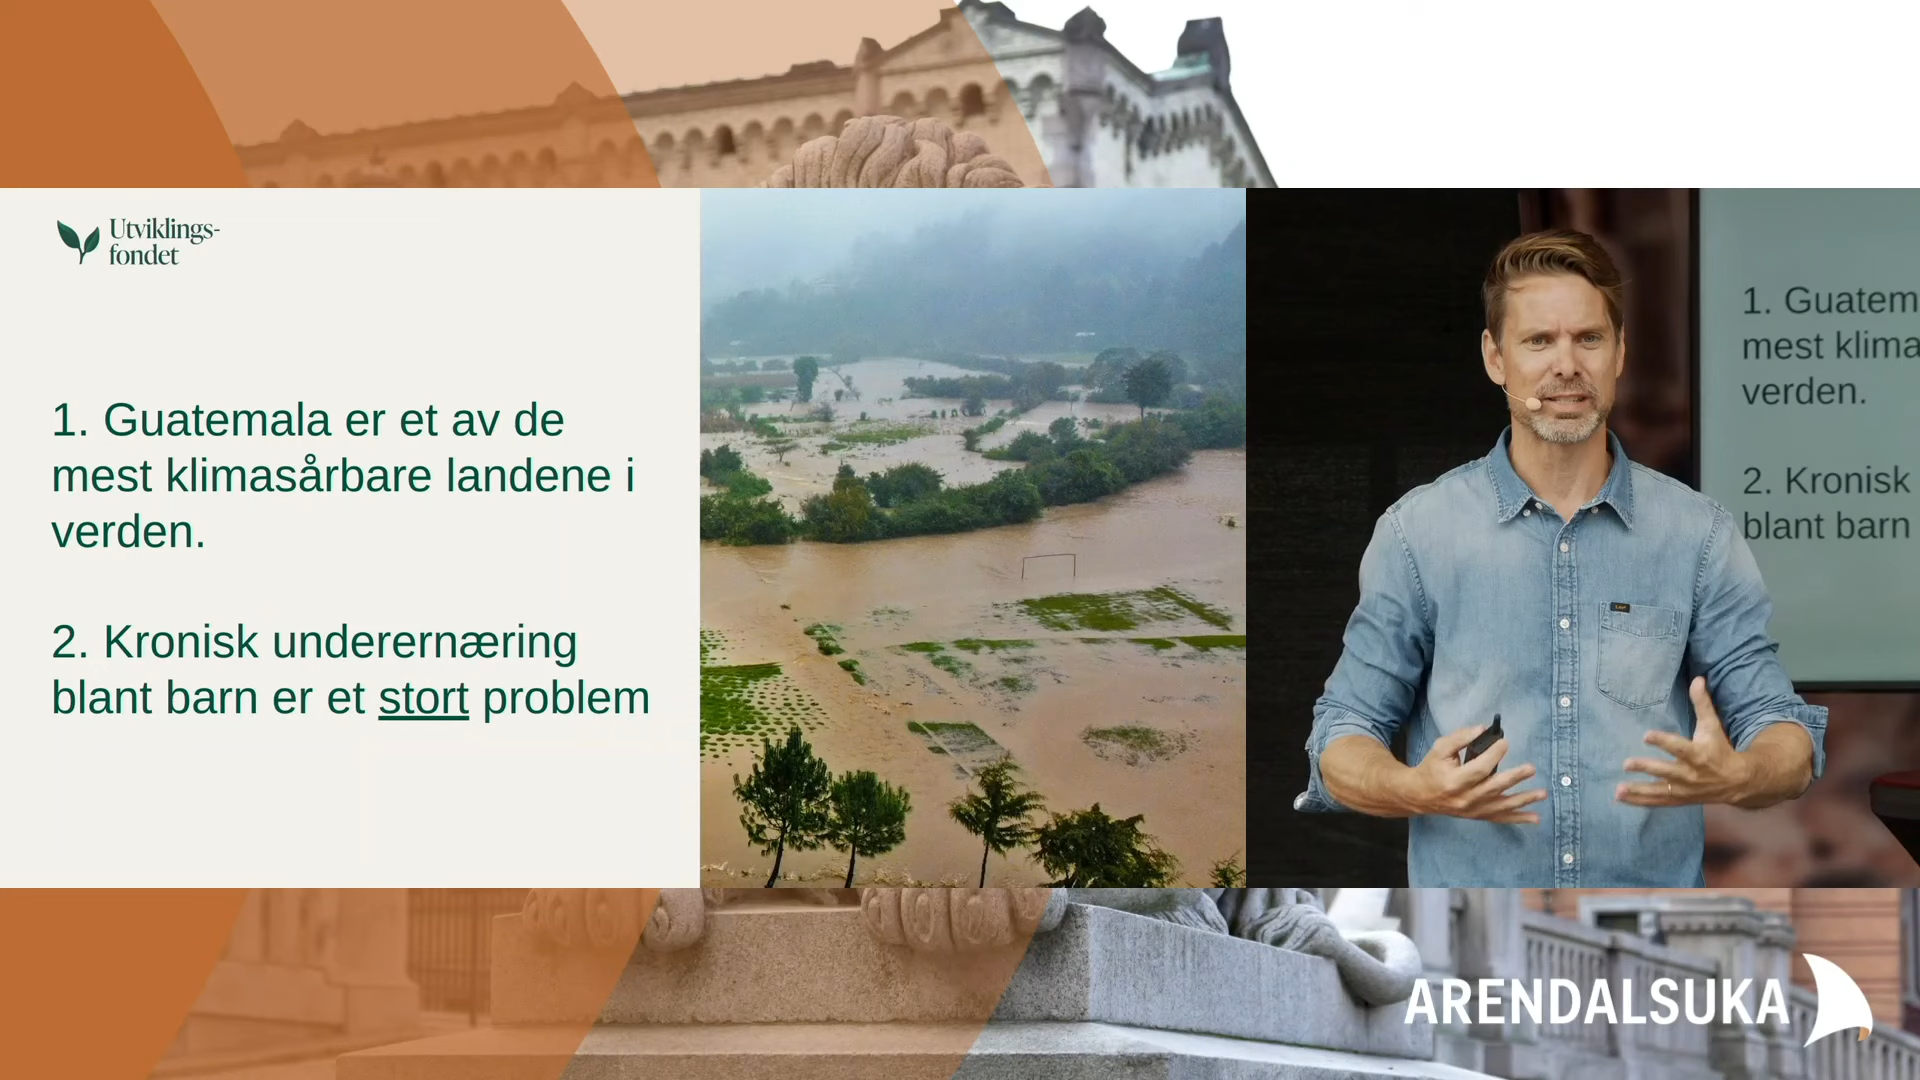 Utviklings-
fondet
1. Guatemala er et av de
mest klimasårbare landene i
verden.
2. Kronisk underernæring
blant barn er et stort problem
1. Guatem
mest klima
verden.
2. Kronisk
blant barn
ARENDALSUKA